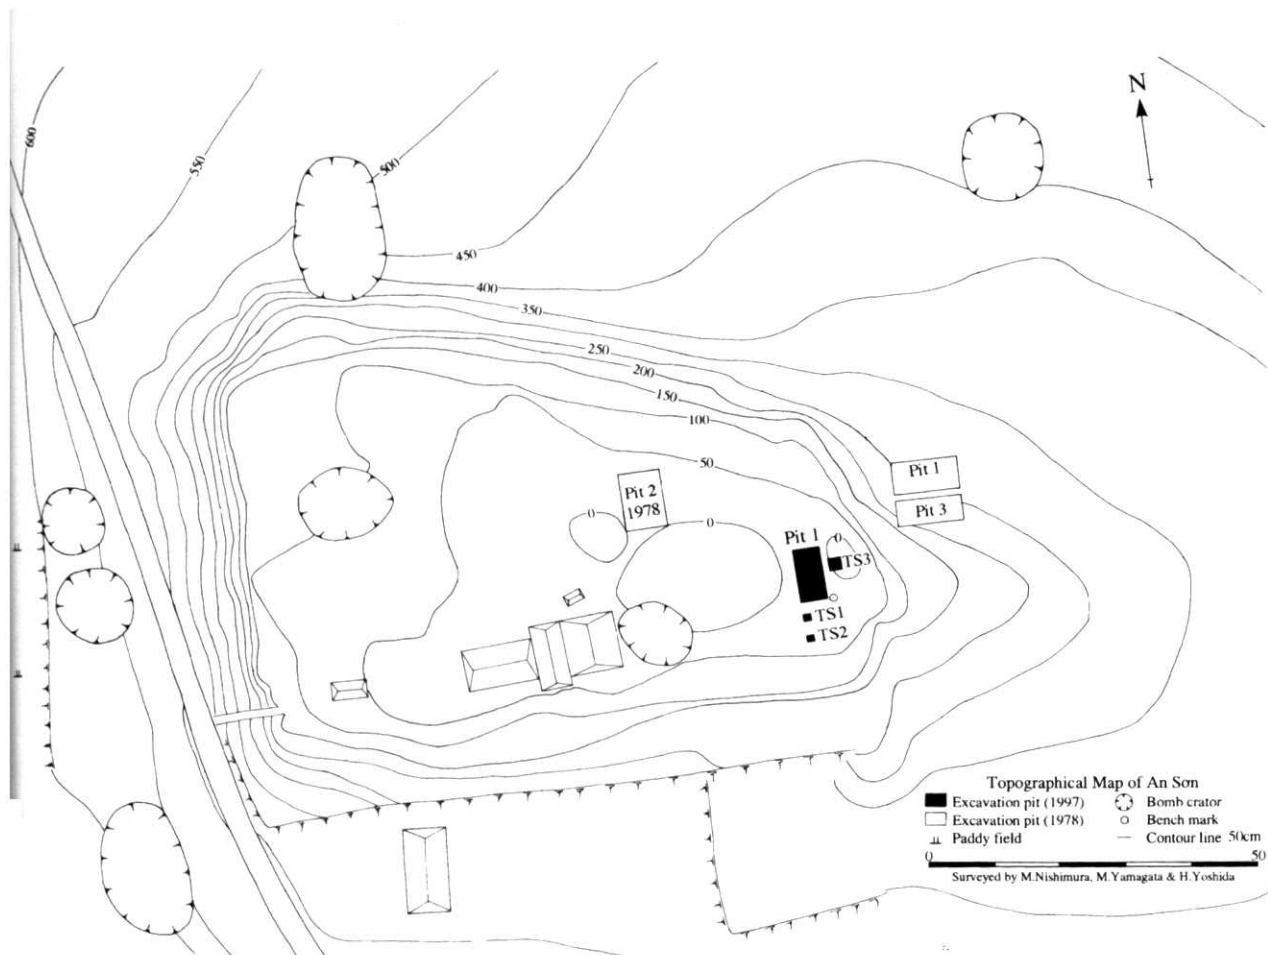 N
600
550
500
450
400
350
250
200
150
100
50
Pit 1
Pit 2
1978
Pit 3
0
0
Pit 1
0
TS3
TS1
TS2
Topographical Map of An Sơn
Excavation pit (1997)
Bomb crator
Excavation pit (1978)
Bench mark
Paddy field
Contour line 50cm
0
50
Surveyed by M.Nishimura, M.Yamagata & H.Yoshida